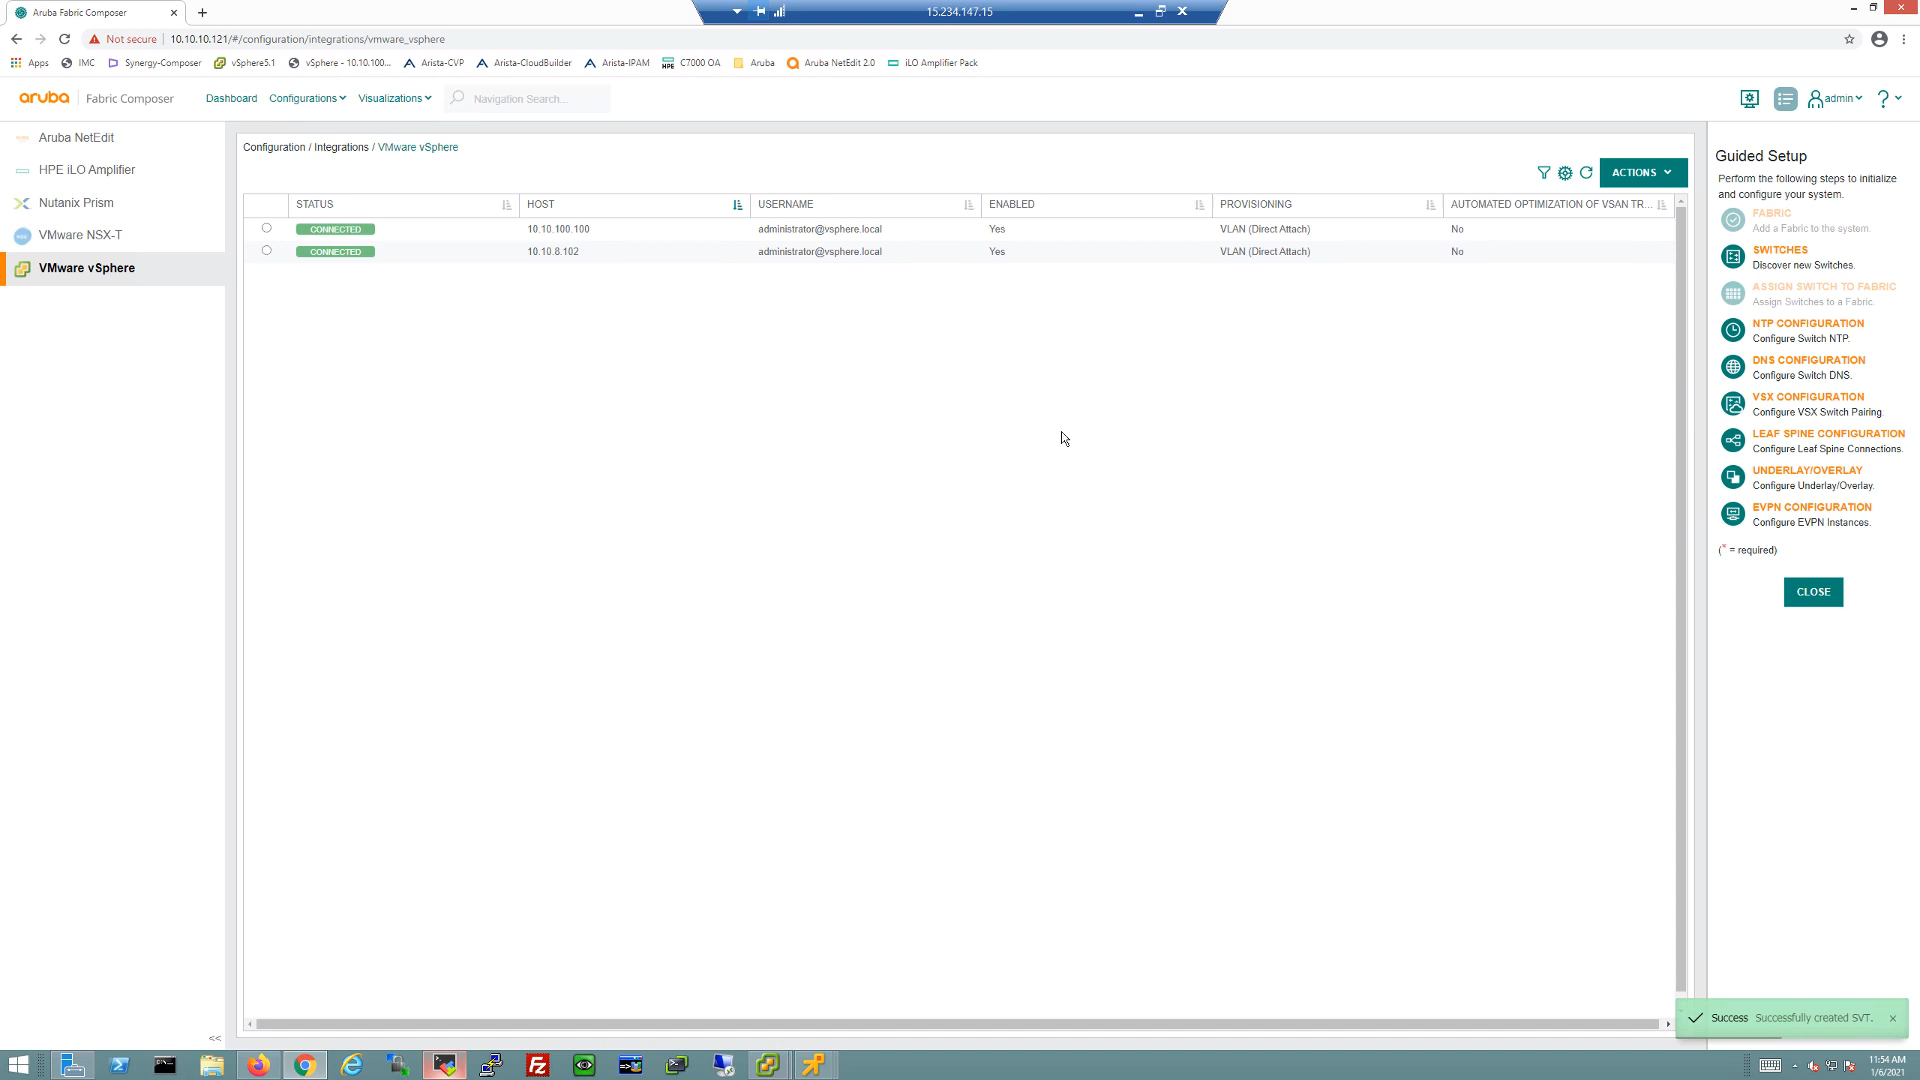 Aruba Fabric Composer
15.234.147.15
Not secure 10.10.10.121/#/configuration/integrations/vmware_vsphere
Apps IMC Synergy-Composer vSphere5.1 vSphere - 10.10.100... Arista-CVP Arista-CloudBuilder Arista-IPAM C7000 OA Aruba Aruba NetEdit 2.0 iLO Amplifier Pack
aruba Fabric Composer Dashboard Configurations Visualizations Navigation Search... admin ?
Aruba NetEdit
HPE iLO Amplifier
Nutanix Prism
VMware NSX-T
VMware vSphere
<<
Configuration / Integrations / VMware vSphere
ACTIONS
STATUS HOST USERNAME ENABLED PROVISIONING AUTOMATED OPTIMIZATION OF VSAN TR...
CONNECTED 10.10.100.100 administrator@vsphere.local Yes VLAN (Direct Attach) No
CONNECTED 10.10.8.102 administrator@vsphere.local Yes VLAN (Direct Attach) No
Guided Setup
Perform the following steps to initialize
and configure your system.
FABRIC
Add a Fabric to the system.
SWITCHES
Discover new Switches.
ASSIGN SWITCH TO FABRIC
Assign Switches to a Fabric.
NTP CONFIGURATION
Configure Switch NTP.
DNS CONFIGURATION
Configure Switch DNS.
VSX CONFIGURATION
Configure VSX Switch Pairing.
LEAF SPINE CONFIGURATION
Configure Leaf Spine Connections.
UNDERLAY/OVERLAY
Configure Underlay/Overlay.
EVPN CONFIGURATION
Configure EVPN Instances.
(* = required)
CLOSE
Success Successfully created SVT.
11:54 AM
1/6/2021